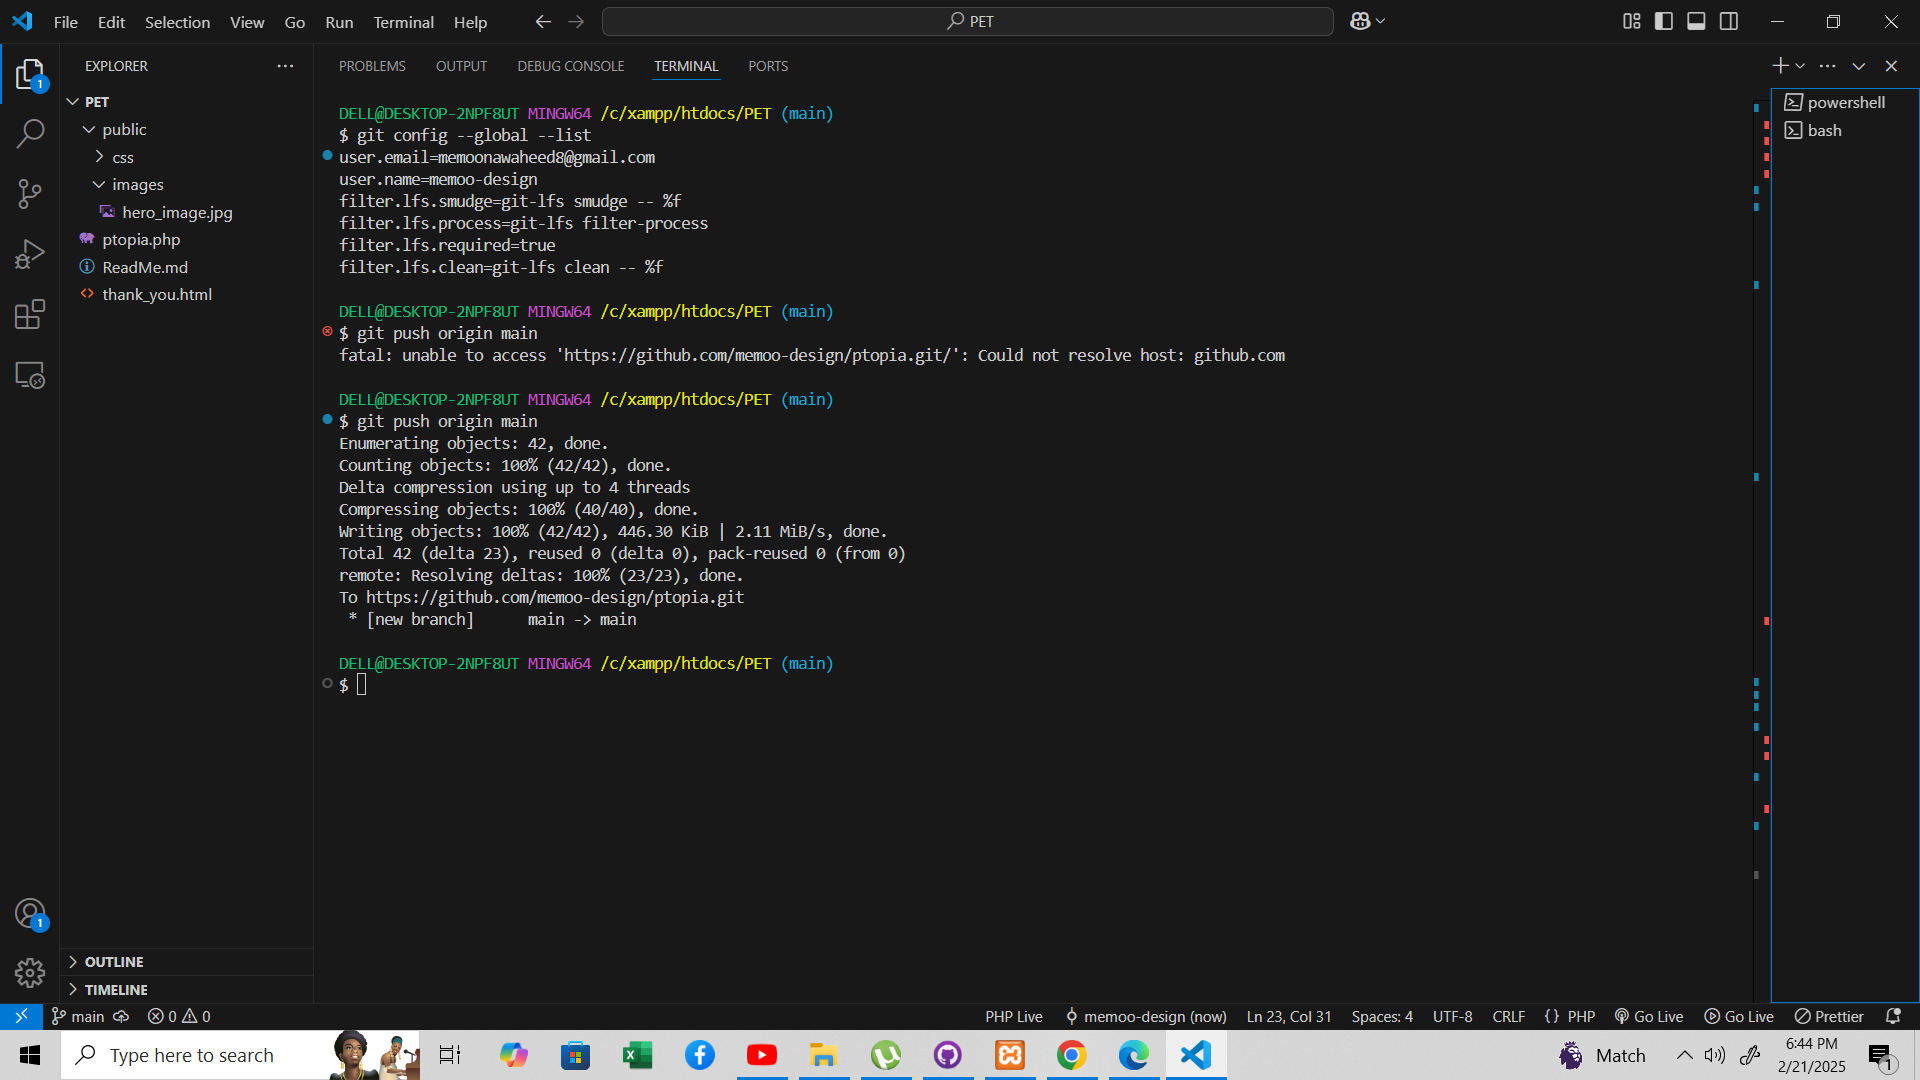 File Edit Selection View Go Run Terminal Help
PET
EXPLORER
PROBLEMS OUTPUT DEBUG CONSOLE TERMINAL PORTS
1
PET
public
css
images
hero_image.jpg
ptopia.php
ReadMe.md
thank_you.html
DELL@DESKTOP-2NPF8UT MINGW64 /c/xampp/htdocs/PET (main)
$ git config --global --list
user.email=memoonawaheed8@gmail.com
user.name=memoo-design
filter.lfs.smudge=git-lfs smudge -- %f
filter.lfs.process=git-lfs filter-process
filter.lfs.required=true
filter.lfs.clean=git-lfs clean -- %f
DELL@DESKTOP-2NPF8UT MINGW64 /c/xampp/htdocs/PET (main)
$ git push origin main
fatal: unable to access 'https://github.com/memoo-design/ptopia.git/': Could not resolve host: github.com
DELL@DESKTOP-2NPF8UT MINGW64 /c/xampp/htdocs/PET (main)
$ git push origin main
Enumerating objects: 42, done.
Counting objects: 100% (42/42), done.
Delta compression using up to 4 threads
Compressing objects: 100% (40/40), done.
Writing objects: 100% (42/42), 446.30 KiB | 2.11 MiB/s, done.
Total 42 (delta 23), reused 0 (delta 0), pack-reused 0 (from 0)
remote: Resolving deltas: 100% (23/23), done.
To https://github.com/memoo-design/ptopia.git
* [new branch] main -> main
DELL@DESKTOP-2NPF8UT MINGW64 /c/xampp/htdocs/PET (main)
$
powershell
bash
1
OUTLINE
TIMELINE
main 0 0 PHP Live memoo-design (now) Ln 23, Col 31 Spaces: 4 UTF-8 CRLF {} PHP Go Live Go Live Prettier
Type here to search
Match
6:44 PM
2/21/2025
1